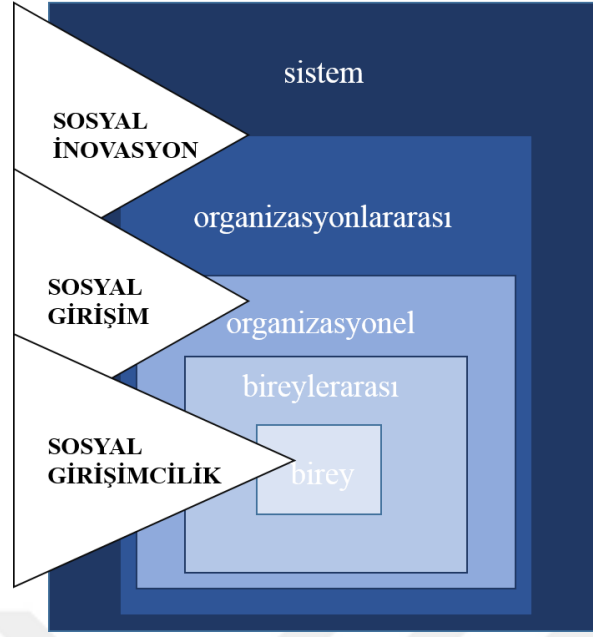 sistem
SOSYAL
İNOVASYON
organizasyonlararası
SOSYAL
GİRİŞİM
organizasyonel
bireylerarası
SOSYAL
GİRİŞİMCİLİK
birey